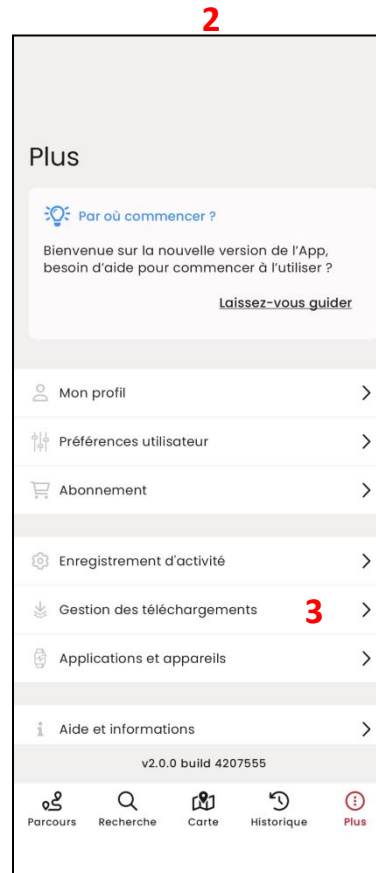 2
Plus
Par où commencer ?
Bienvenue sur la nouvelle version de l'App,
besoin d'aide pour commencer à l'utiliser ?
Laissez-vous guider
Mon profil
Préférences utilisateur
Abonnement
Enregistrement d'activité
Gestion des téléchargements 3
Applications et appareils
Aide et informations
v2.0.0 build 4207555
Parcours Recherche Carte Historique Plus